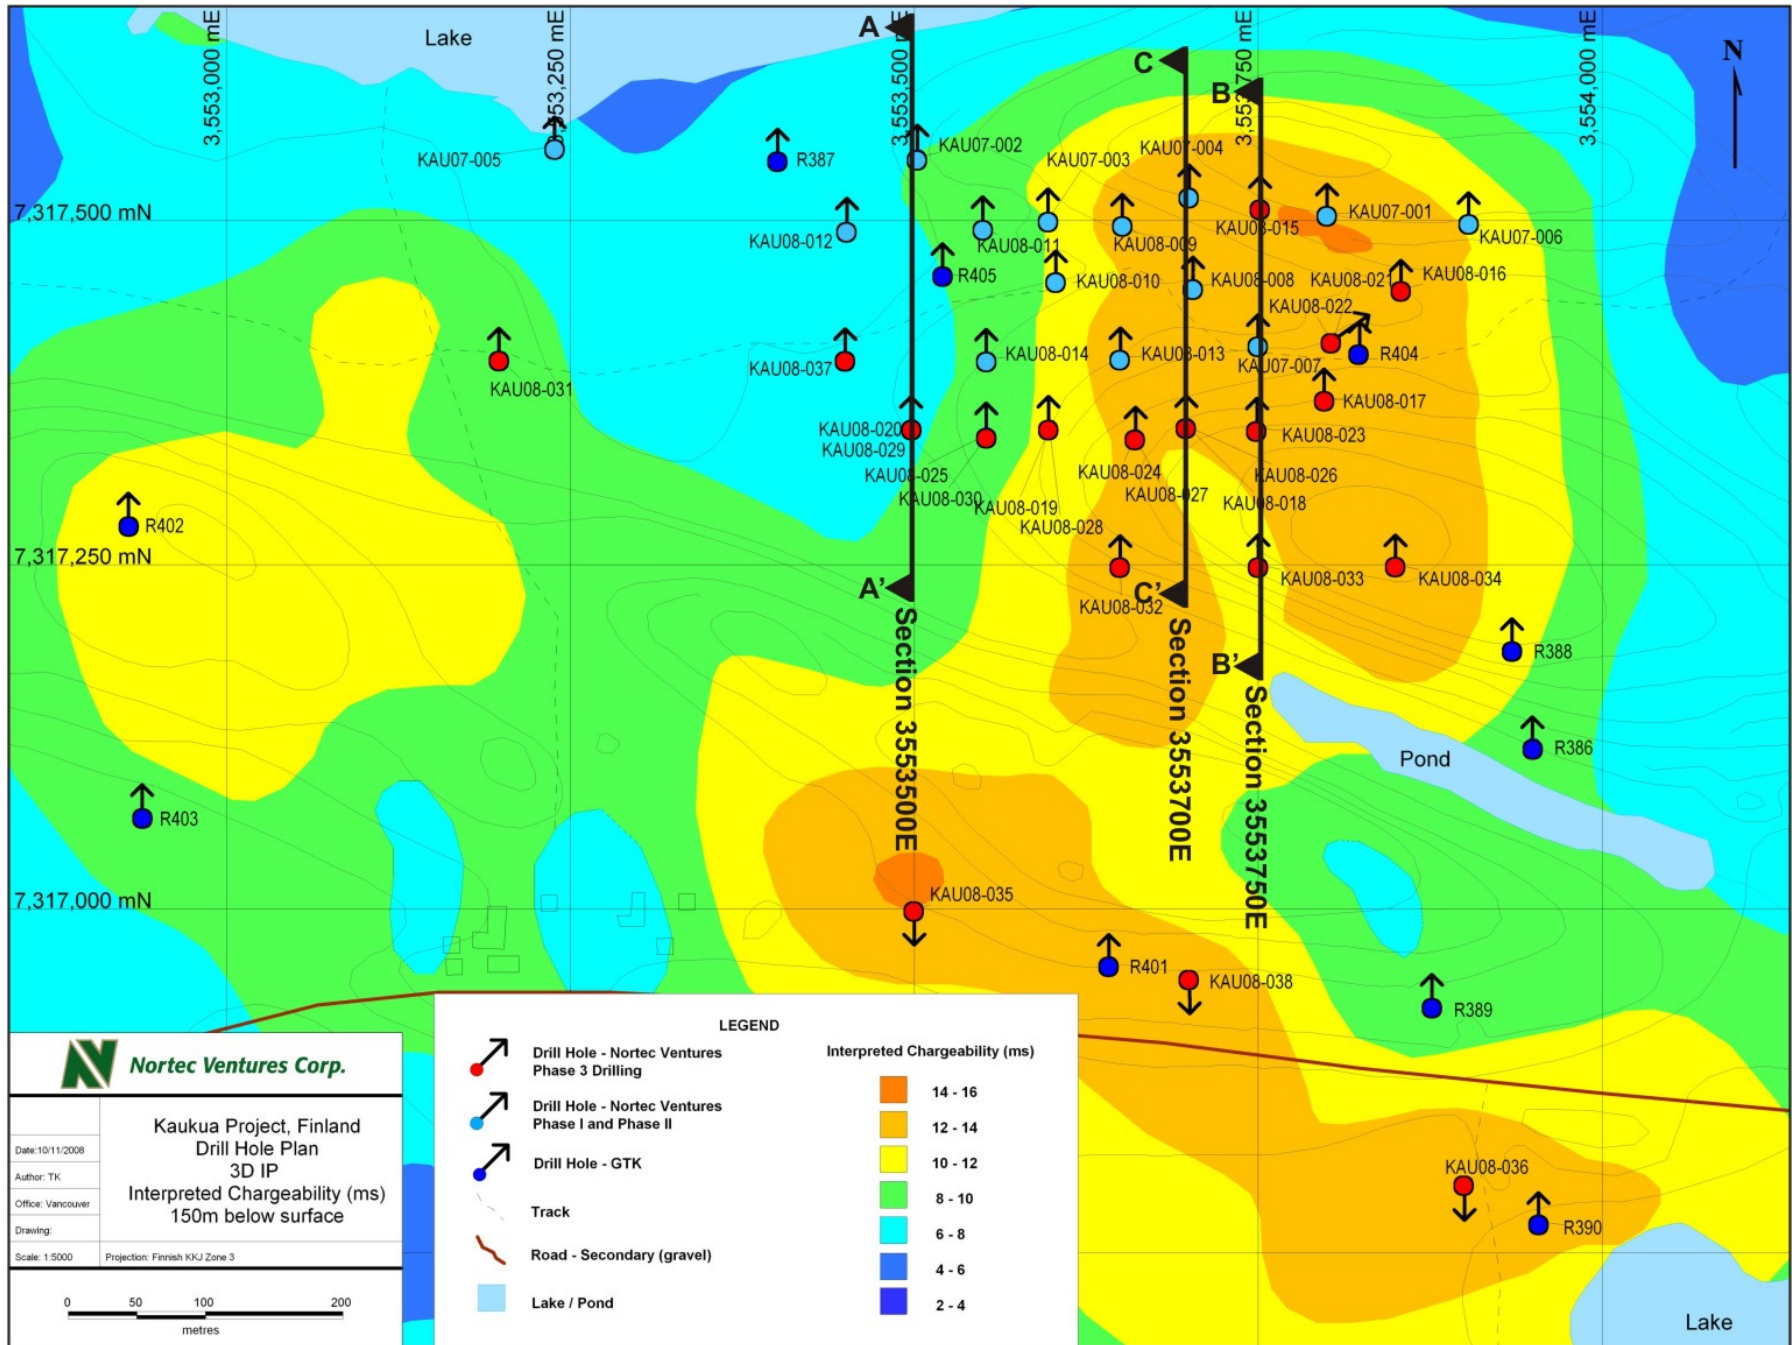 Lake
3,553,000 mE
3,553,250 mE
3,553,500 mE
3,553,750 mE
3,554,000 mE
A
C
B
N
KAU07-005
R387
KAU07-002
KAU07-003
KAU07-004
7,317,500 mN
KAU08-012
KAU08-011
KAU08-009
KAU08-015
KAU07-001
KAU07-006
R405
KAU08-010
KAU08-008
KAU08-021
KAU08-016
KAU08-022
KAU08-031
KAU08-037
KAU08-014
KAU08-013
KAU07-007
R404
KAU08-017
KAU08-020
KAU08-029
KAU08-025
KAU08-030
KAU08-019
KAU08-028
KAU08-024
KAU08-027
KAU08-023
KAU08-026
KAU08-018
R402
7,317,250 mN
A'
KAU08-032
C'
KAU08-033
KAU08-034
Section 3553500E
Section 3553700E
B'
Section 3553750E
R388
R386
Pond
R403
7,317,000 mN
KAU08-035
R401
KAU08-038
R389
KAU08-036
R390
Lake
Nortec Ventures Corp.
Kaukua Project, Finland
Drill Hole Plan
3D IP
Interpreted Chargeability (ms)
150m below surface
Date:10/11/2008
Author: TK
Office: Vancouver
Drawing:
Scale: 1:5000
Projection: Finnish KKJ Zone 3
0 50 100 200
metres
LEGEND
Drill Hole - Nortec Ventures
Phase 3 Drilling
Drill Hole - Nortec Ventures
Phase I and Phase II
Drill Hole - GTK
Track
Road - Secondary (gravel)
Lake / Pond
Interpreted Chargeability (ms)
14 - 16
12 - 14
10 - 12
8 - 10
6 - 8
4 - 6
2 - 4